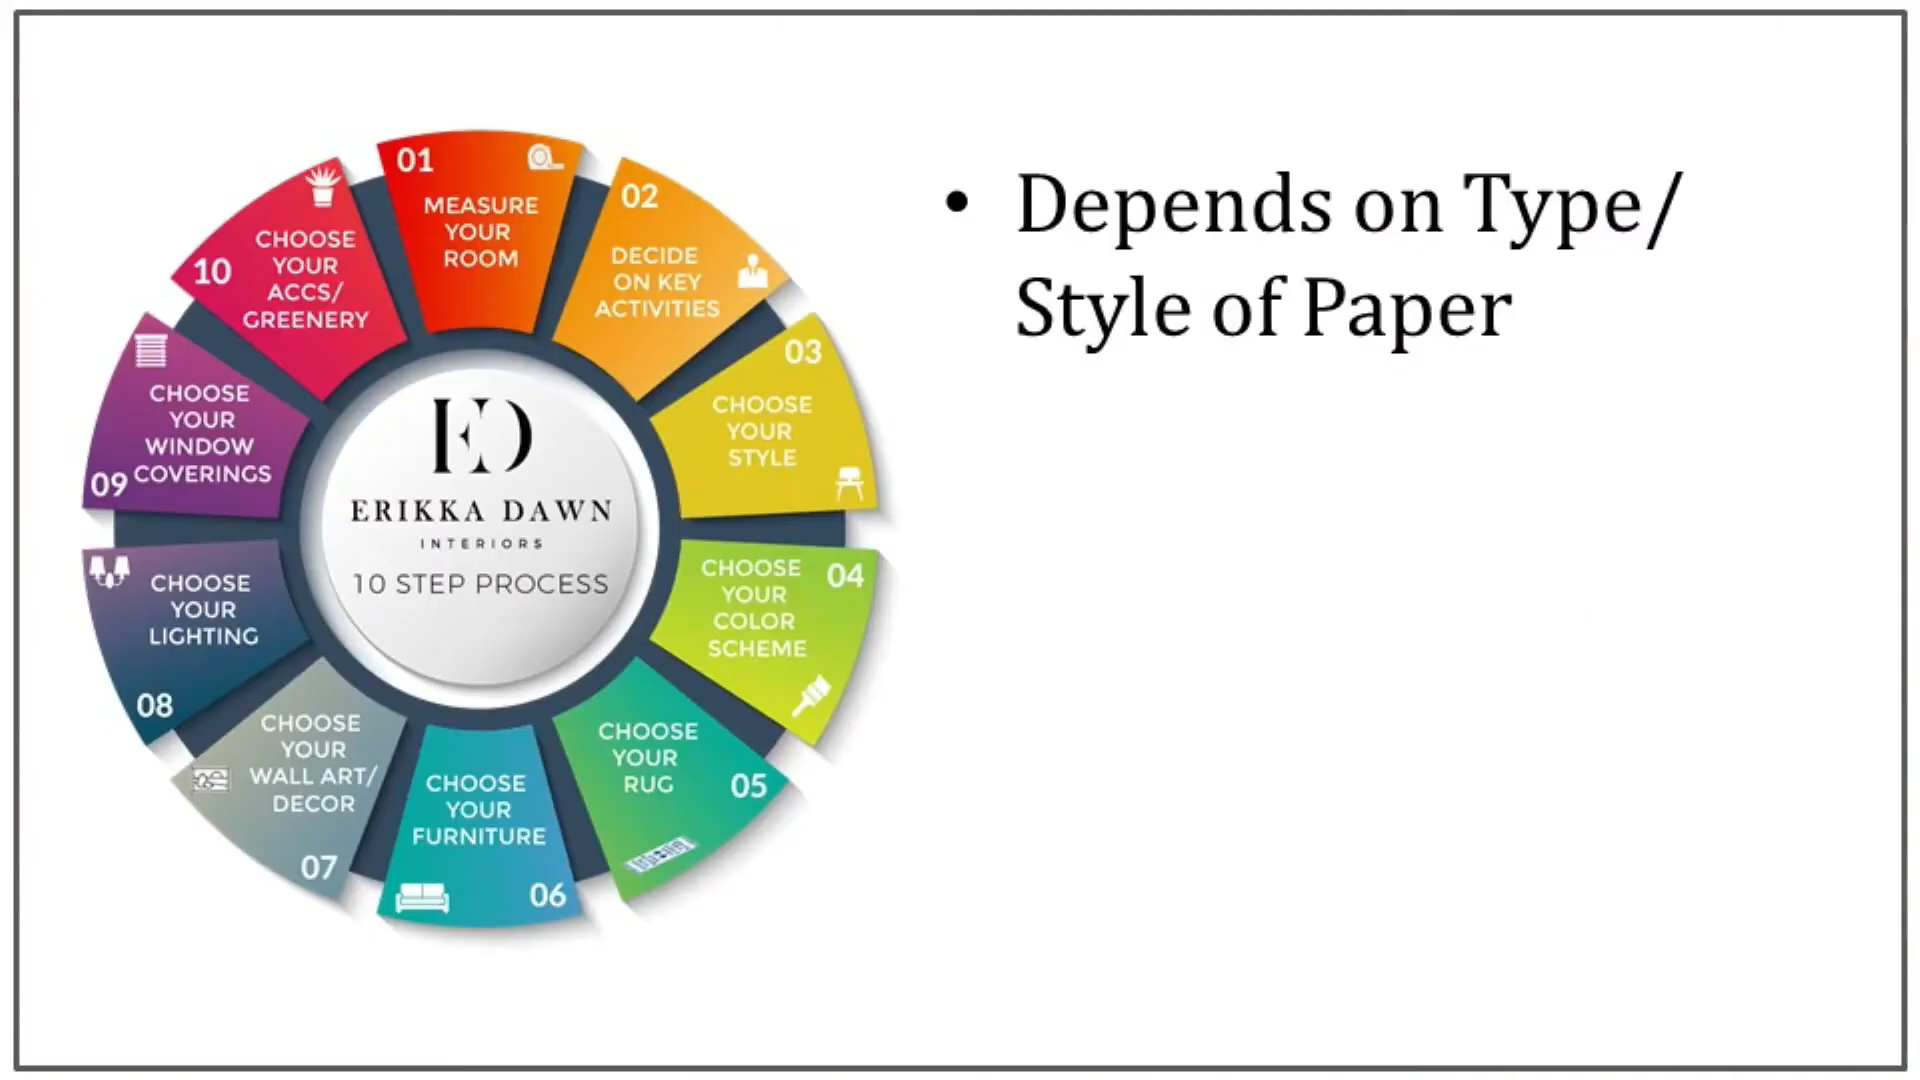 01
MEASURE
YOUR
ROOM
02
DECIDE
ON KEY
ACTIVITIES
03
CHOOSE
YOUR
STYLE
04
CHOOSE
YOUR
COLOR
SCHEME
CHOOSE
YOUR
RUG
05
CHOOSE
YOUR
FURNITURE
06
CHOOSE
YOUR
WALL ART/
DECOR
07
CHOOSE
YOUR
LIGHTING
08
CHOOSE
YOUR
WINDOW
COVERINGS
09
CHOOSE
YOUR
ACCS/
GREENERY
10
ED
ERIKKA DAWN
INTERIORS
10 STEP PROCESS
• Depends on Type/
Style of Paper